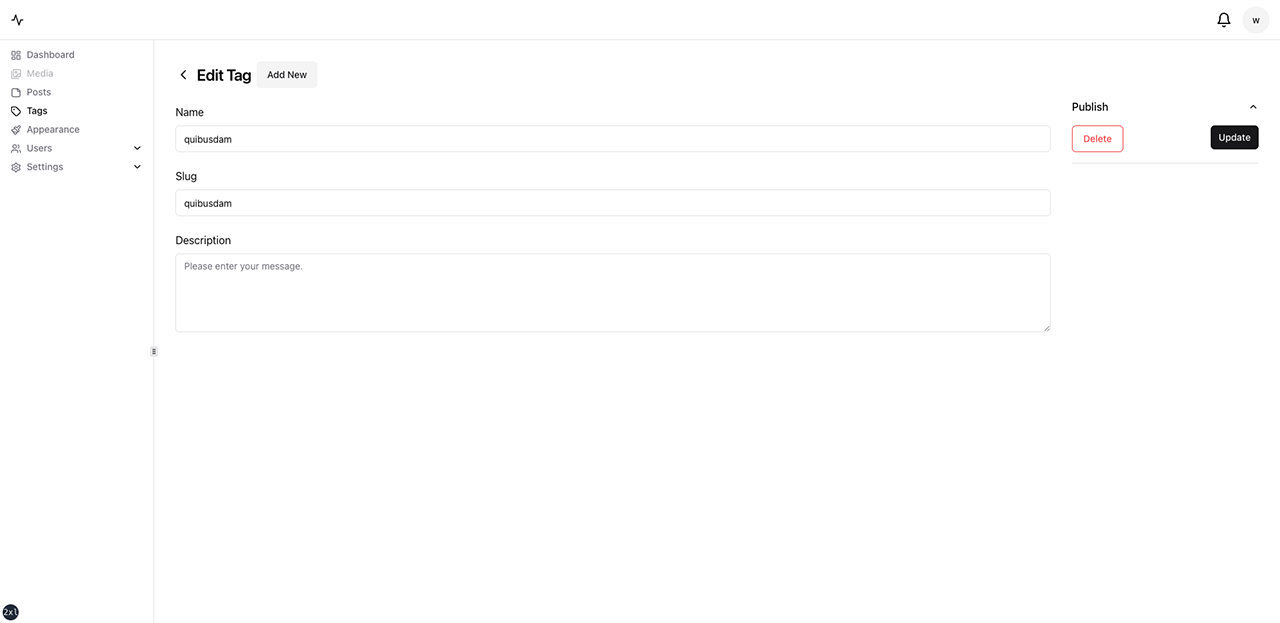 w
Dashboard
Media
Posts
Tags
Appearance
Users
Settings
Edit Tag
Add New
Name
quibusdam
Slug
quibusdam
Description
Please enter your message.
Publish
Delete
Update
2xl